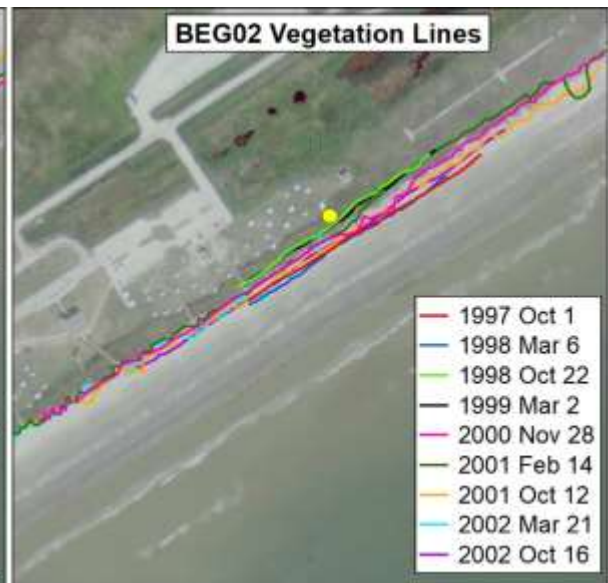 BEG02 Vegetation Lines
1997 Oct 1
1998 Mar 6
1998 Oct 22
1999 Mar 2
2000 Nov 28
2001 Feb 14
2001 Oct 12
2002 Mar 21
2002 Oct 16